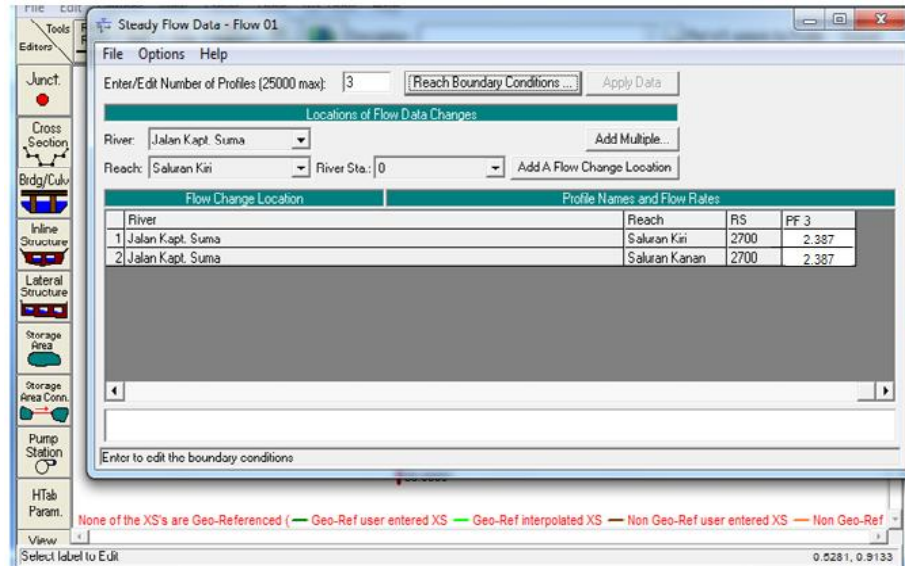 Tools
Editors
Steady Flow Data - Flow 01
File Options Help
Enter/Edit Number of Profiles (25000 max): 3 Reach Boundary Conditions ... Apply Data
Locations of Flow Data Changes
River: Jalan Kapt. Suma Add Multiple...
Reach: Saluran Kiri River Sta.: 0 Add A Flow Change Location
Flow Change Location Profile Names and Flow Rates
River Reach RS PF 3
1 Jalan Kapt. Suma Saluran Kiri 2700 2.387
2 Jalan Kapt. Suma Saluran Kanan 2700 2.387
Enter to edit the boundary conditions
Junct.
Cross
Section
Brdg/Culv
Inline
Structure
Lateral
Structure
Storage
Area
Storage
Area Conn.
Pump
Station
HTab
Param.
View
None of the XS's are Geo-Referenced ( Geo-Ref user entered XS Geo-Ref interpolated XS Non Geo-Ref user entered XS Non Geo-Ref
Select label to Edit 0.5281, 0.9133